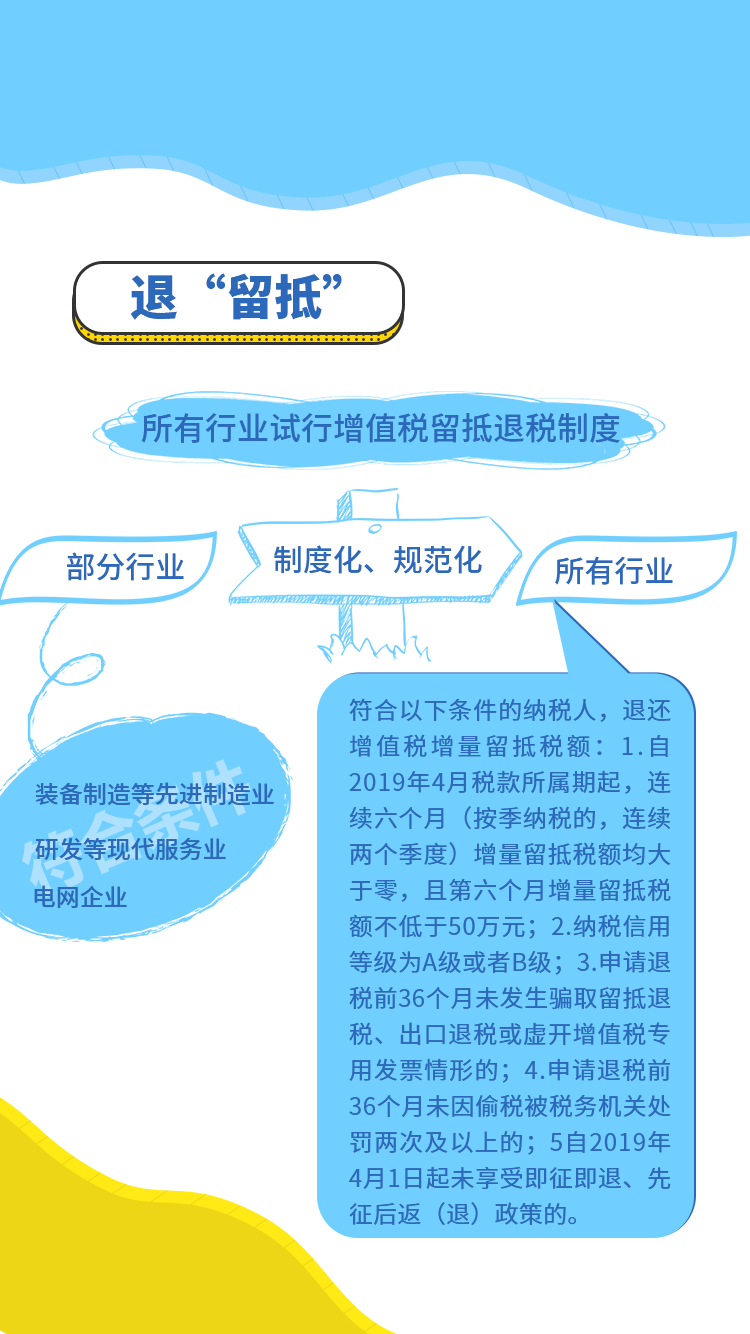 退“留抵”
所有行业试行增值税留抵退税制度
部分行业
制度化、规范化
所有行业
符合条件
装备制造等先进制造业
研发等现代服务业
电网企业
符合以下条件的纳税人，退还
增值税增量留抵税额：1.自
2019年4月税款所属期起，连
续六个月（按季纳税的，连续
两个季度）增量留抵税额均大
于零，且第六个月增量留抵税
额不低于50万元；2.纳税信用
等级为A级或者B级；3.申请退
税前36个月未发生骗取留抵退
税、出口退税或虚开增值税专
用发票情形的；4.申请退税前
36个月未因偷税被税务机关处
罚两次及以上的；5自2019年
4月1日起未享受即征即退、先
征后返（退）政策的。